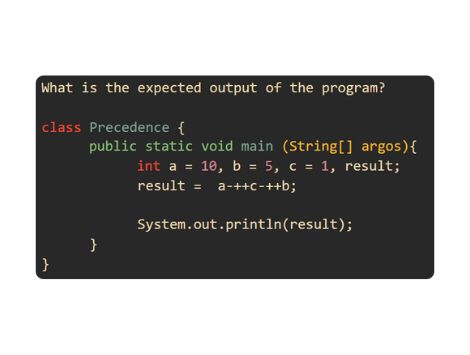 What is the expected output of the program?
class Precedence {
public static void main (String[] argos){
int a = 10, b = 5, c = 1, result;
result =  a-++c-++b;
System.out.println(result);
}
}